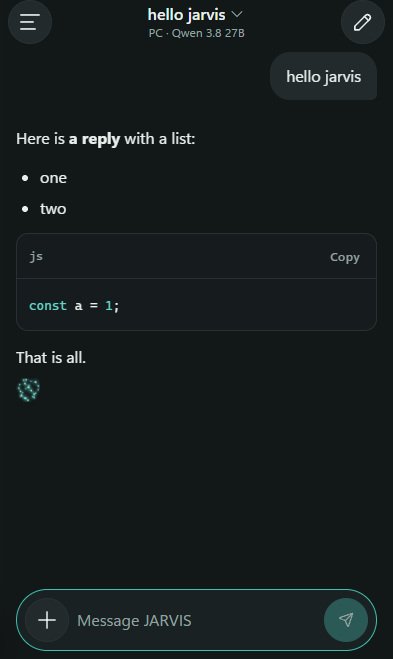 hello jarvis
PC · Qwen 3.8 27B
hello jarvis
Here is a reply with a list:
• one
• two
js
Copy
const a = 1;
That is all.
Message JARVIS